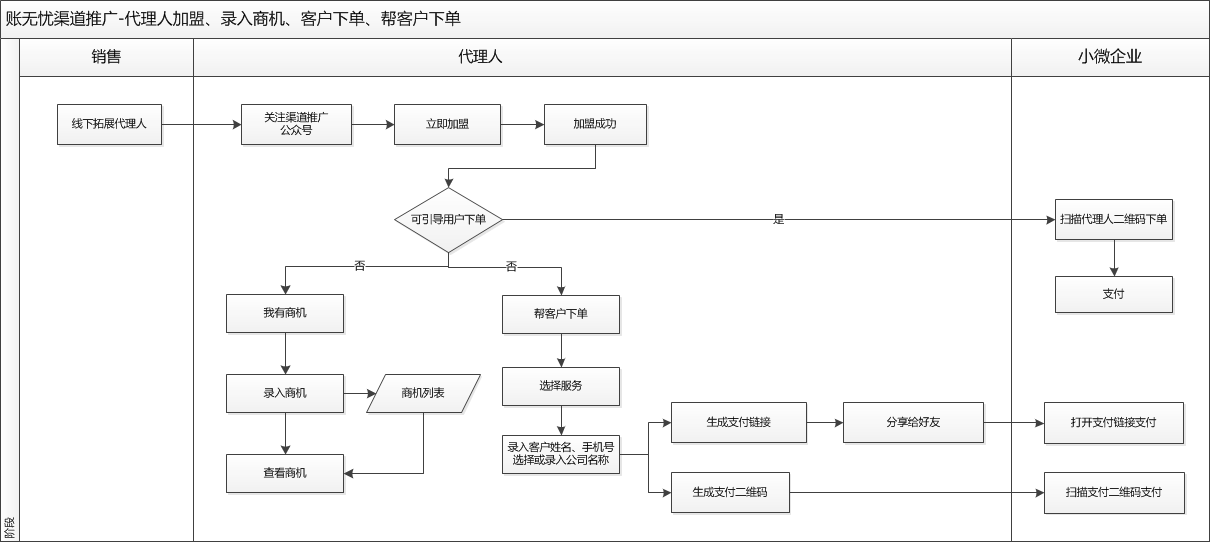 账无忧渠道推广-代理人加盟、录入商机、客户下单、帮客户下单
销售
代理人
小微企业
线下拓展代理人
关注渠道推广
公众号
立即加盟
加盟成功
可引导用户下单
是
扫描代理人二维码下单
支付
否
否
我有商机
帮客户下单
录入商机
商机列表
选择服务
查看商机
录入客户姓名、手机号
选择或录入公司名称
生成支付链接
分享给好友
打开支付链接支付
生成支付二维码
扫描支付二维码支付
阶段